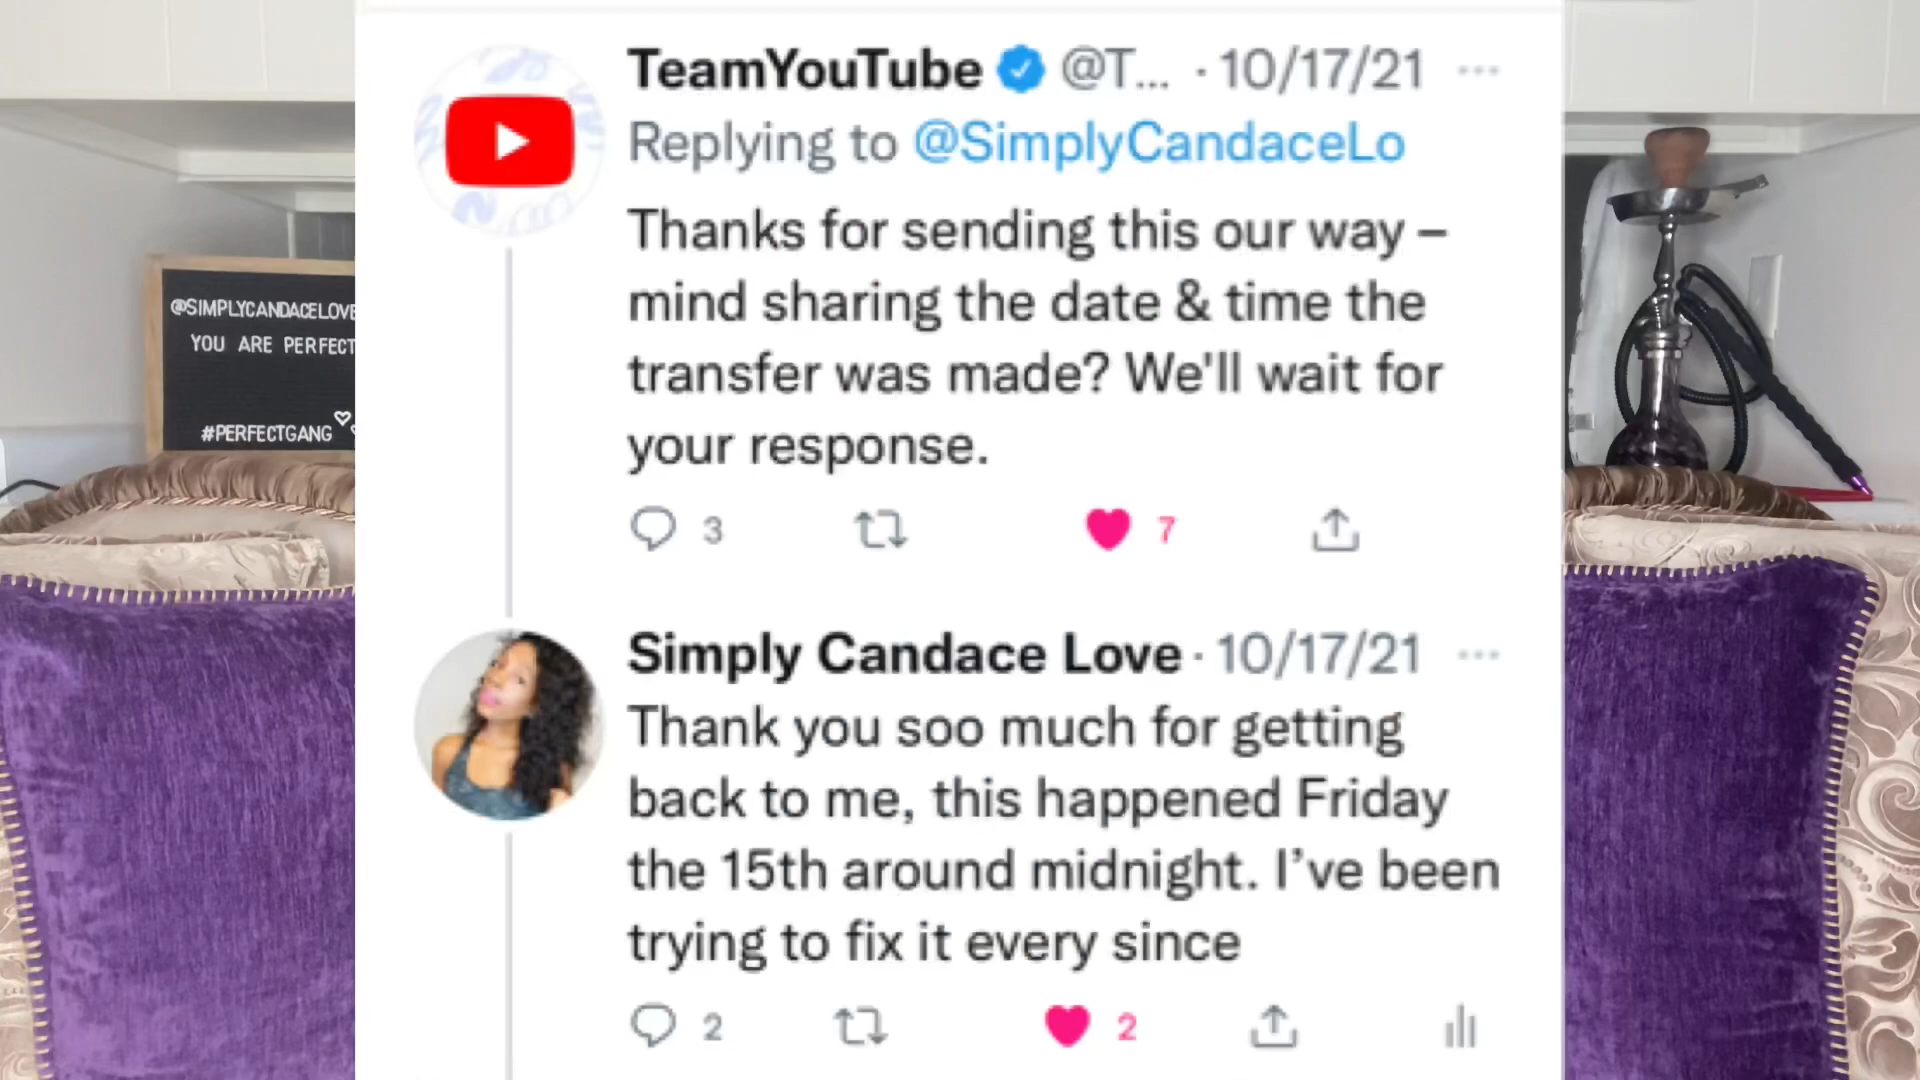 TeamYouTube @T... · 10/17/21
Replying to @SimplyCandaceLo
Thanks for sending this our way –
mind sharing the date & time the
transfer was made? We'll wait for
your response.
3 7
Simply Candace Love · 10/17/21
Thank you soo much for getting
back to me, this happened Friday
the 15th around midnight. I’ve been
trying to fix it every since
2 2
@SIMPLYCANDACELOVE
YOU ARE PERFECT
#PERFECTGANG